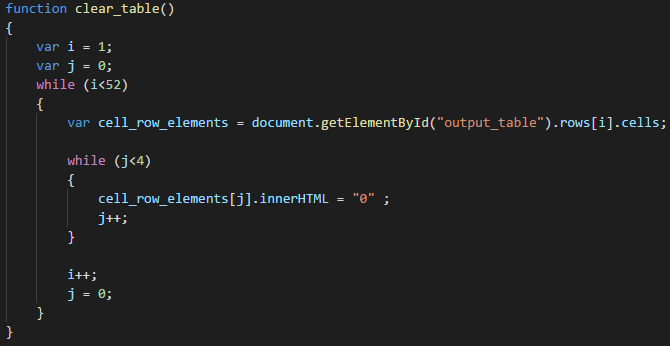 function clear_table()
{
    var i = 1;
    var j = 0;
    while (i<52)
    {
        var cell_row_elements = document.getElementById("output_table").rows[i].cells;

        while (j<4)
        {
            cell_row_elements[j].innerHTML = "0" ;
            j++;
        }

        i++;
        j = 0;
    }
}